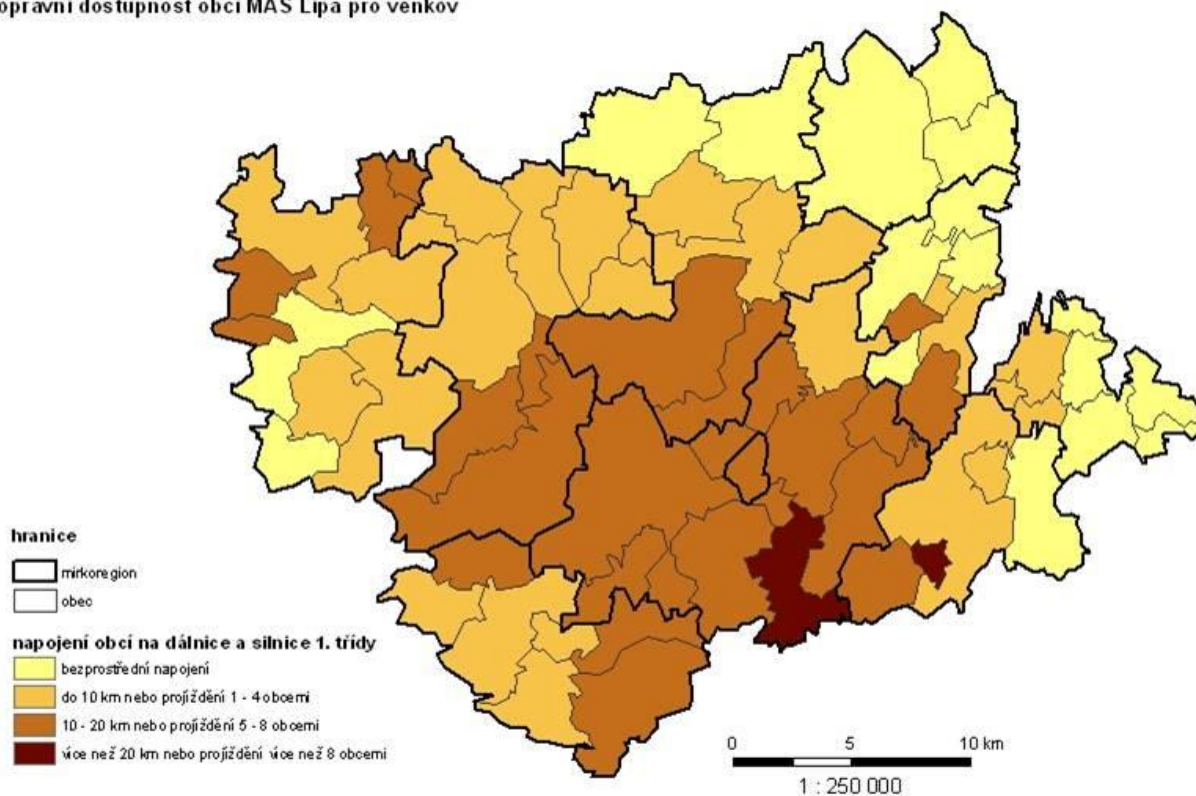 opravní dostupnost obcí MAS Lípa pro venkov
hranice
mirkoregion
obec
napojení obcí na dálnice a silnice 1. třídy
bezprostřední napojení
do 10 km nebo projíždění 1 - 4 obcemi
10 - 20 km nebo projíždění 5 - 8 obcemi
více než 20 km nebo projíždění více než 8 obcemi
0 5 10 km
1 : 250 000